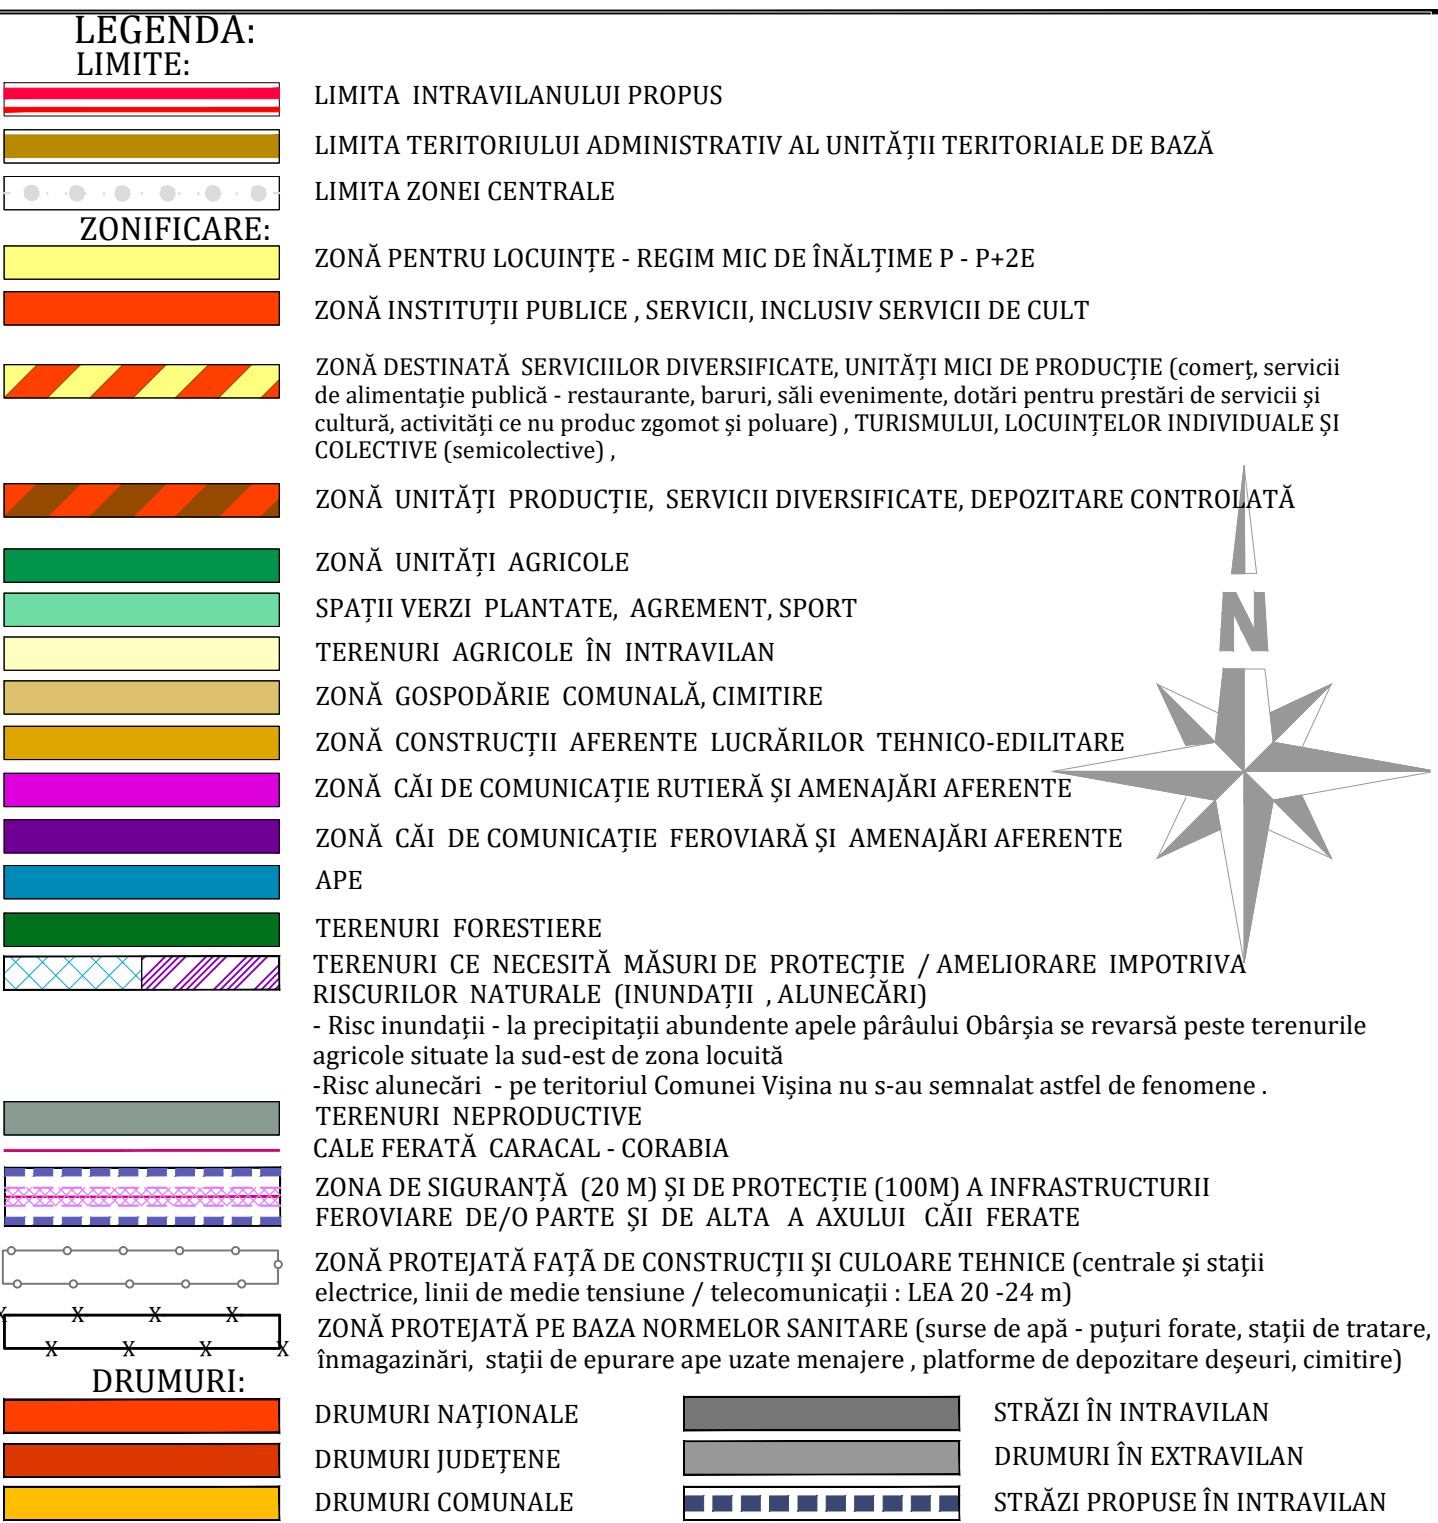 LEGENDA:
LIMITE:
LIMITA INTRAVILANULUI PROPUS
LIMITA TERITORIULUI ADMINISTRATIV AL UNITĂȚII TERITORIALE DE BAZĂ
LIMITA ZONEI CENTRALE
ZONIFICARE:
ZONĂ PENTRU LOCUINȚE - REGIM MIC DE ÎNĂLȚIME P - P+2E
ZONĂ INSTITUȚII PUBLICE , SERVICII, INCLUSIV SERVICII DE CULT
ZONĂ DESTINATĂ SERVICIILOR DIVERSIFICATE, UNITĂȚI MICI DE PRODUCȚIE (comerț, servicii
de alimentație publică - restaurante, baruri, săli evenimente, dotări pentru prestări de servicii și
cultură, activități ce nu produc zgomot și poluare) , TURISMULUI, LOCUINȚELOR INDIVIDUALE ȘI
COLECTIVE (semicolective) ,
ZONĂ UNITĂȚI PRODUCȚIE, SERVICII DIVERSIFICATE, DEPOZITARE CONTROLATĂ
ZONĂ UNITĂȚI AGRICOLE
SPAȚII VERZI PLANTATE, AGREMENT, SPORT
N
TERENURI AGRICOLE ÎN INTRAVILAN
ZONĂ GOSPODĂRIE COMUNALĂ, CIMITIRE
ZONĂ CONSTRUCȚII AFERENTE LUCRĂRILOR TEHNICO-EDILITARE
ZONĂ CĂI DE COMUNICAȚIE RUTIERĂ ȘI AMENAJĂRI AFERENTE
ZONĂ CĂI DE COMUNICAȚIE FEROVIARĂ ȘI AMENAJĂRI AFERENTE
APE
TERENURI FORESTIERE
TERENURI CE NECESITĂ MĂSURI DE PROTECȚIE / AMELIORARE IMPOTRIVA
RISCURILOR NATURALE (INUNDAȚII , ALUNECĂRI)
- Risc inundații - la precipitații abundente apele pârâului Obârșia se revarsă peste terenurile
agricole situate la sud-est de zona locuită
-Risc alunecări - pe teritoriul Comunei Vișina nu s-au semnalat astfel de fenomene .
TERENURI NEPRODUCTIVE
CALE FERATĂ CARACAL - CORABIA
ZONA DE SIGURANȚĂ (20 M) ȘI DE PROTECȚIE (100M) A INFRASTRUCTURII
FEROVIARE DE/O PARTE ȘI DE ALTA A AXULUI CĂII FERATE
ZONĂ PROTEJATĂ FAȚÃ DE CONSTRUCȚII ȘI CULOARE TEHNICE (centrale și stații
electrice, linii de medie tensiune / telecomunicații : LEA 20 -24 m)
X X X X
X X X X
ZONĂ PROTEJATĂ PE BAZA NORMELOR SANITARE (surse de apă - puțuri forate, stații de tratare,
înmagazinări, stații de epurare ape uzate menajere , platforme de depozitare deșeuri, cimitire)
DRUMURI:
DRUMURI NAȚIONALE
DRUMURI JUDEȚENE
DRUMURI COMUNALE
STRĂZI ÎN INTRAVILAN
DRUMURI ÎN EXTRAVILAN
STRĂZI PROPUSE ÎN INTRAVILAN